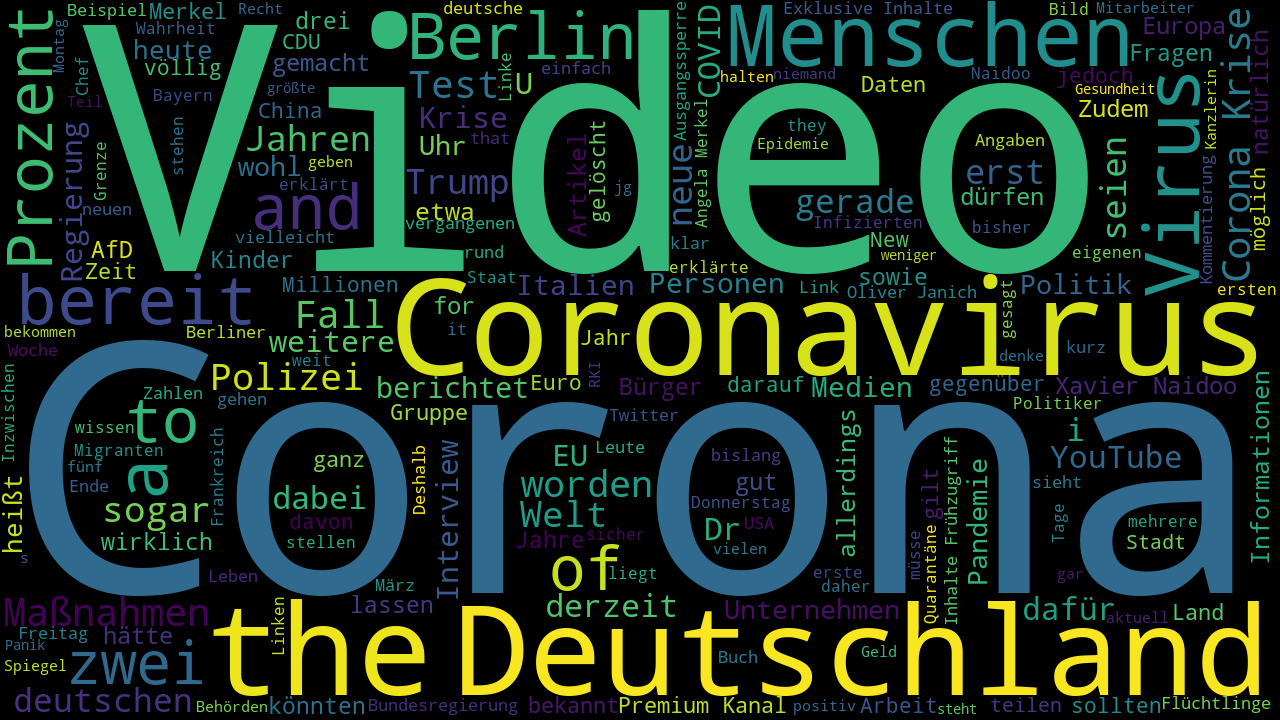 Beispiel
Merkel
Recht
deutsche
Exklusive Inhalte
Bild
Mitarbeiter
Wahrheit
drei
Berlin
Menschen
Europa
Prozent
Montag
heute
CDU
Video
COVID
Fragen
Corona Krise
natürlich
völlig
gemacht
Linke
einfach
Ausgangssperre
halten
niemand
Naidoo
jedoch
Chef
größte
Test
U
Daten
Gesundheit
Virus
Kanzlerin
Teil
Bayern
China
Krise
they
Zudem
Jahren
Uhr
that
Artikel
gelöscht
neue
Angela Merkel
Epidemie
Angaben
Regierung
Grenze
stehen
wohl
geben
erklärt
Trump
jg
gerade
erst
dürfen
seien
Kommentierung
möglich
neuen
and
etwa
vergangenen
Infizierten
bisher
AfD
vielleicht
klar
New
eigenen
Zeit
Kinder
rund
erklärte
weniger
bereit
Millionen
Staat
Italien
Personen
Link
sowie
Oliver Janich
gesagt
Politik
ersten
Fall
for
Coronavirus
bekommen
Berliner
weitere
it
Jahr
Woche
weit
denke
kurz
Polizei
berichtet
Euro
RKI
Bürger
darauf
Medien
gegenüber
Xavier Naidoo
Inzwischen
Zahlen
gehen
Corona
Gruppe
Twitter
Politiker
wissen
to
Leute
allerdings
i
Informationen
Migranten
Frankreich
ganz
Deshalb
Interview
EU
bislang
YouTube
fünf
a
Ende
dabei
worden
gut
gilt
Inhalte Frühzugriff
Pandemie
sieht
heißt
sogar
davon
Welt
Donnerstag
Tage
mehrere
wirklich
stellen
Jahre
sicher
Dr
USA
vielen
müsse
Quarantäne
Stadt
s
Leben
März
of
liegt
erste
daher
gar
Maßnahmen
lassen
derzeit
Unternehmen
dafür
aktuell
Land
Freitag
hätte
Linken
the
Deutschland
Panik
Spiegel
zwei
Buch
Geld
deutschen
Behörden
könnten
Bundesregierung
bekannt
Premium Kanal
positiv
Arbeit
steht
teilen
sollten
Flüchtlinge